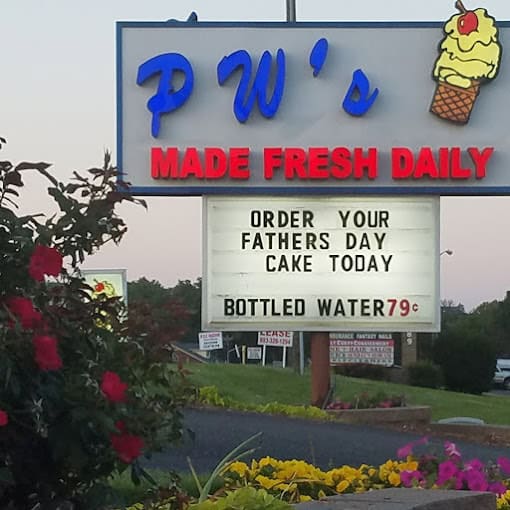 PW's
MADE FRESH DAILY
ORDER YOUR
FATHERS DAY
CAKE TODAY
BOTTLED WATER 79¢
LEASE